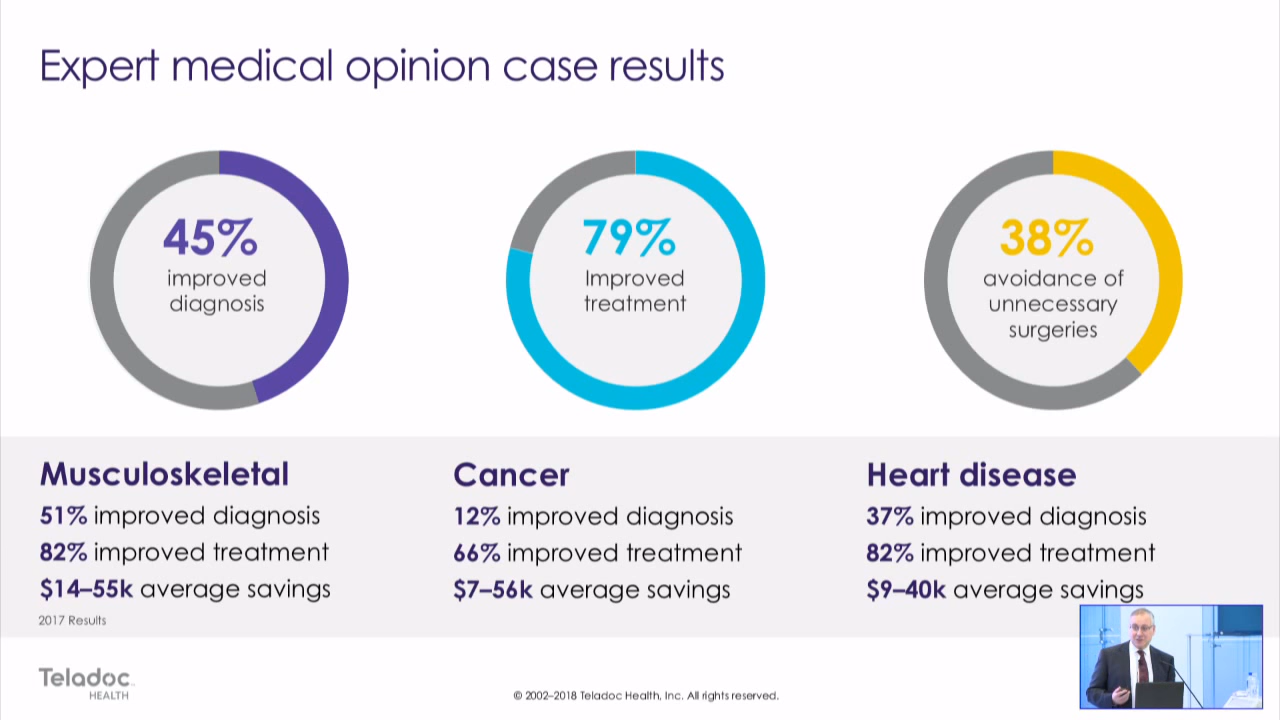 Expert medical opinion case results
45%
improved
diagnosis
79%
Improved
treatment
38%
avoidance of
unnecessary
surgeries
Musculoskeletal
51% improved diagnosis
82% improved treatment
$14–55k average savings
2017 Results
Cancer
12% improved diagnosis
66% improved treatment
$7–56k average savings
Heart disease
37% improved diagnosis
82% improved treatment
$9–40k average savings
Teladoc
HEALTH
© 2002–2018 Teladoc Health, Inc. All rights reserved.